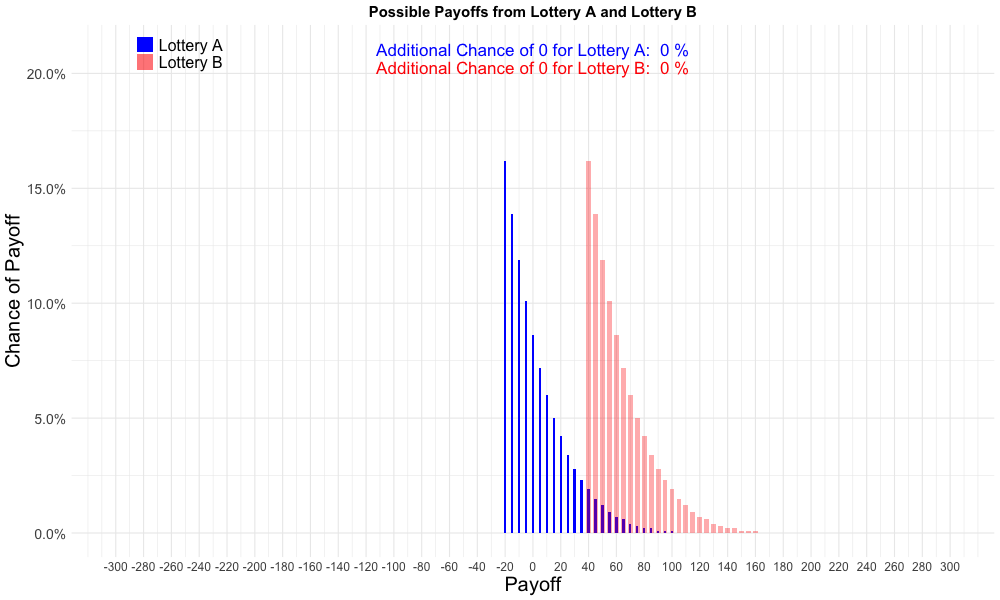 Possible Payoffs from Lottery A and Lottery B
Lottery A
Lottery B
Additional Chance of 0 for Lottery A:  0 %
Additional Chance of 0 for Lottery B:  0 %
Chance of Payoff
20.0%
15.0%
10.0%
5.0%
0.0%
-300 -280 -260 -240 -220 -200 -180 -160 -140 -120 -100 -80 -60 -40 -20 0 20 40 60 80 100 120 140 160 180 200 220 240 260 280 300
Payoff